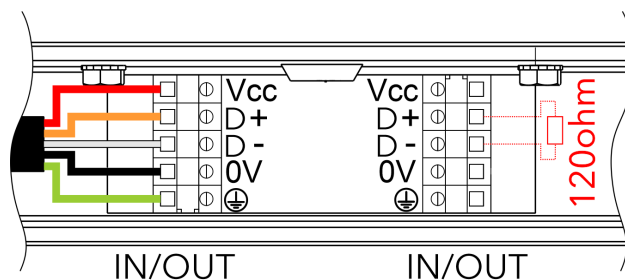 Vcc
D+
D-
0V
IN/OUT
Vcc
D+
D-
0V
IN/OUT
120ohm